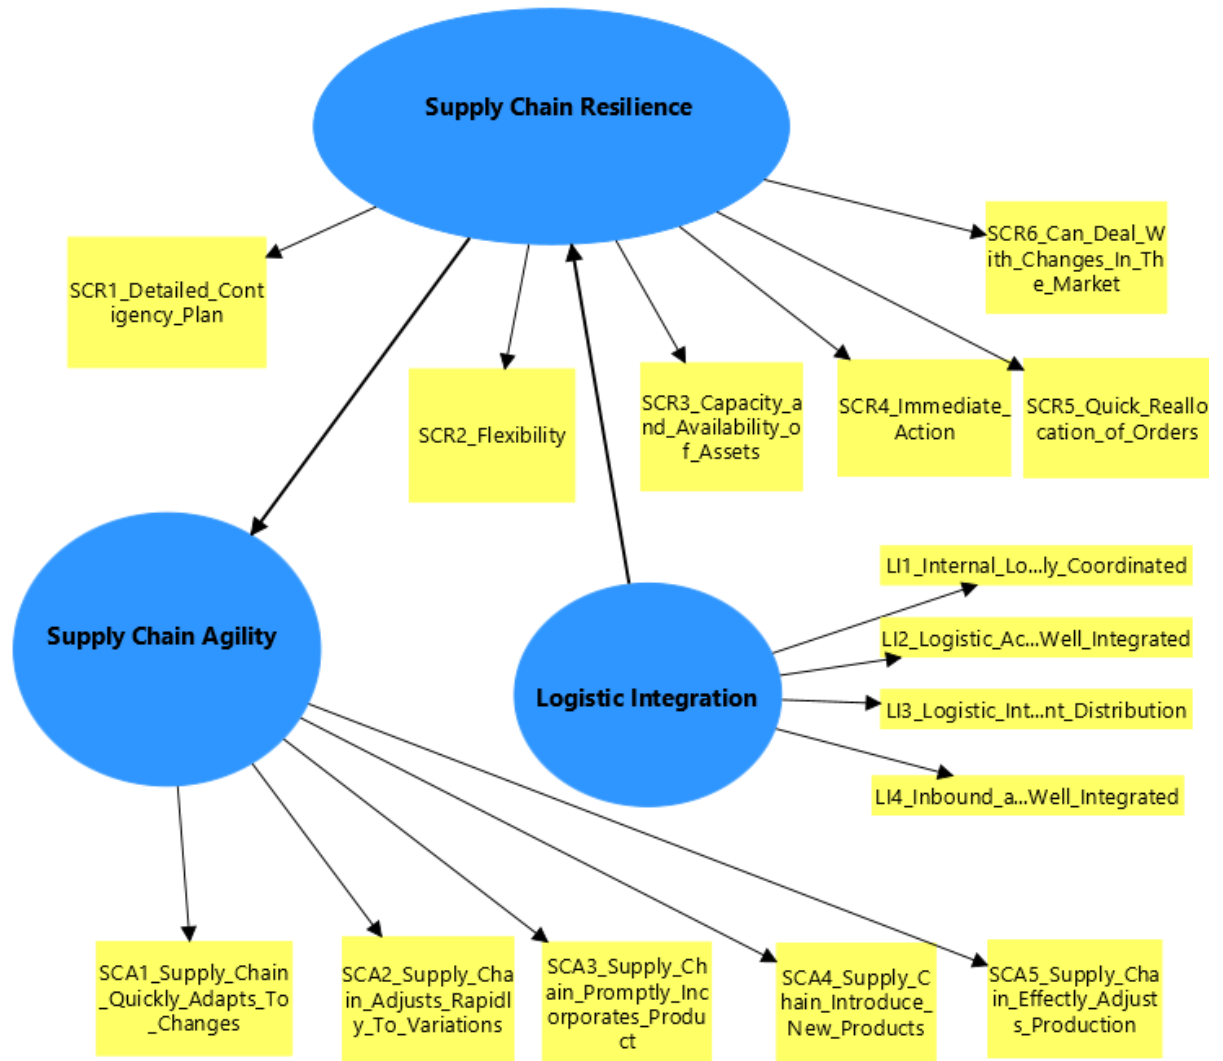 Supply Chain Resilience
SCR6_Can_Deal_W
ith_Changes_In_Th
e_Market
SCR1_Detailed_Cont
igency_Plan
SCR2_Flexibility
SCR3_Capacity_a
nd_Availability_o
f_Assets
SCR4_Immediate_
Action
SCR5_Quick_Reallo
cation_of_Orders
Supply Chain Agility
Logistic Integration
LI1_Internal_Lo...ly_Coordinated
LI2_Logistic_Ac...Well_Integrated
LI3_Logistic_Int...nt_Distribution
LI4_Inbound_a...Well_Integrated
SCA1_Supply_Chain
_Quickly_Adapts_To
_Changes
SCA2_Supply_Cha
in_Adjusts_Rapidl
y_To_Variations
SCA3_Supply_Ch
ain_Promptly_Inc
orporates_Produ
ct
SCA4_Supply_C
hain_Introduce_
New_Products
SCA5_Supply_Cha
in_Effectly_Adjust
s_Production